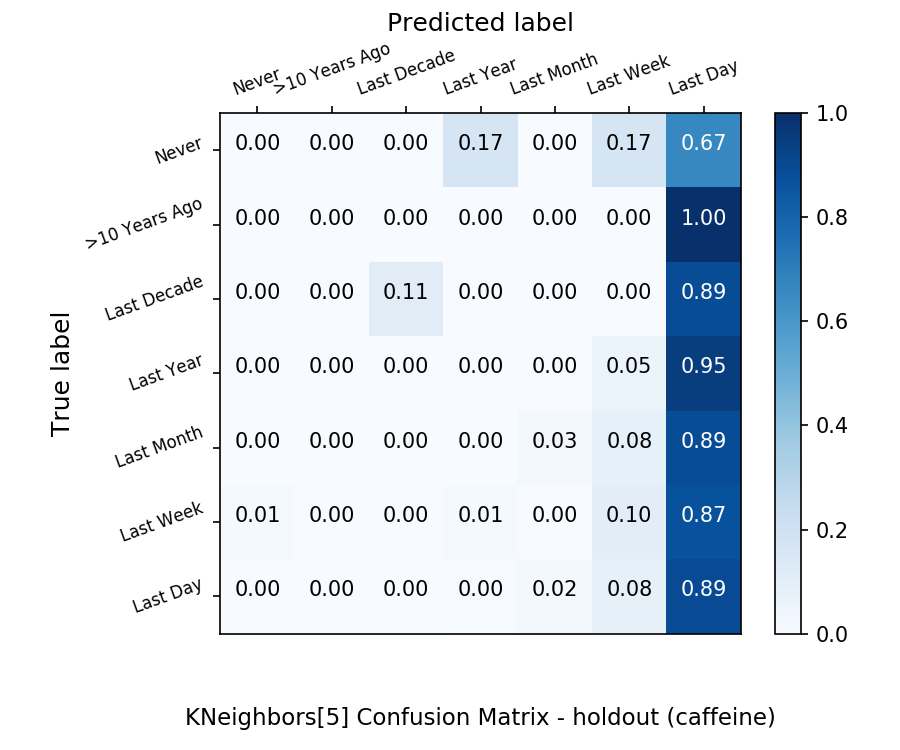 Predicted label
Never >10 Years Ago Last Decade Last Year Last Month Last Week Last Day
True label
Never 0.00 0.00 0.00 0.17 0.00 0.17 0.67
>10 Years Ago 0.00 0.00 0.00 0.00 0.00 0.00 1.00
Last Decade 0.00 0.00 0.11 0.00 0.00 0.00 0.89
Last Year 0.00 0.00 0.00 0.00 0.00 0.05 0.95
Last Month 0.00 0.00 0.00 0.00 0.03 0.08 0.89
Last Week 0.01 0.00 0.00 0.01 0.00 0.10 0.87
Last Day 0.00 0.00 0.00 0.00 0.02 0.08 0.89
1.0
0.8
0.6
0.4
0.2
0.0
KNeighbors[5] Confusion Matrix - holdout (caffeine)